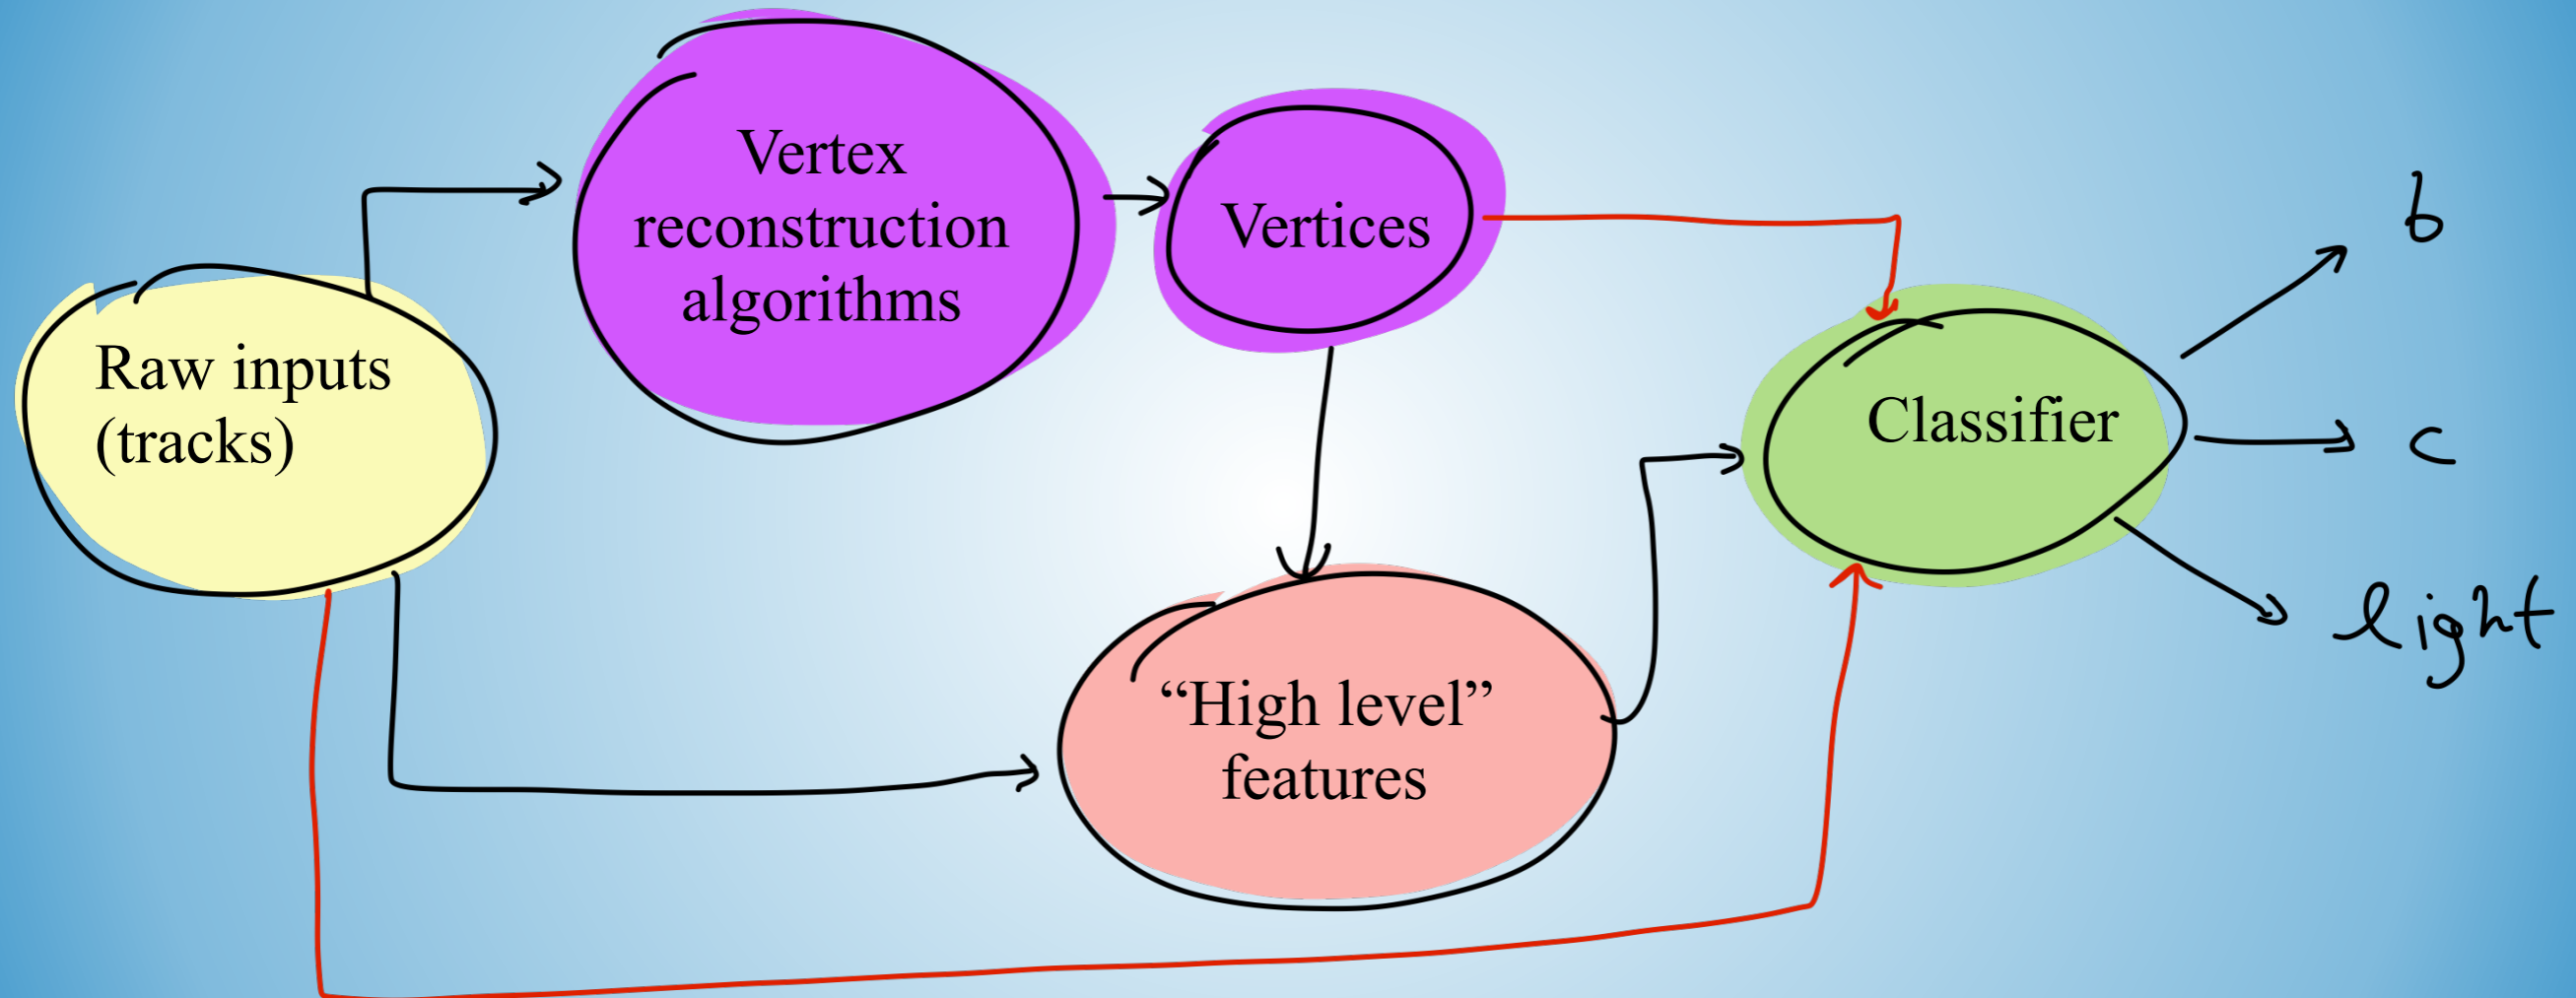 Raw inputs
(tracks)
Vertex
reconstruction
algorithms
Vertices
“High level”
features
Classifier
b
c
light